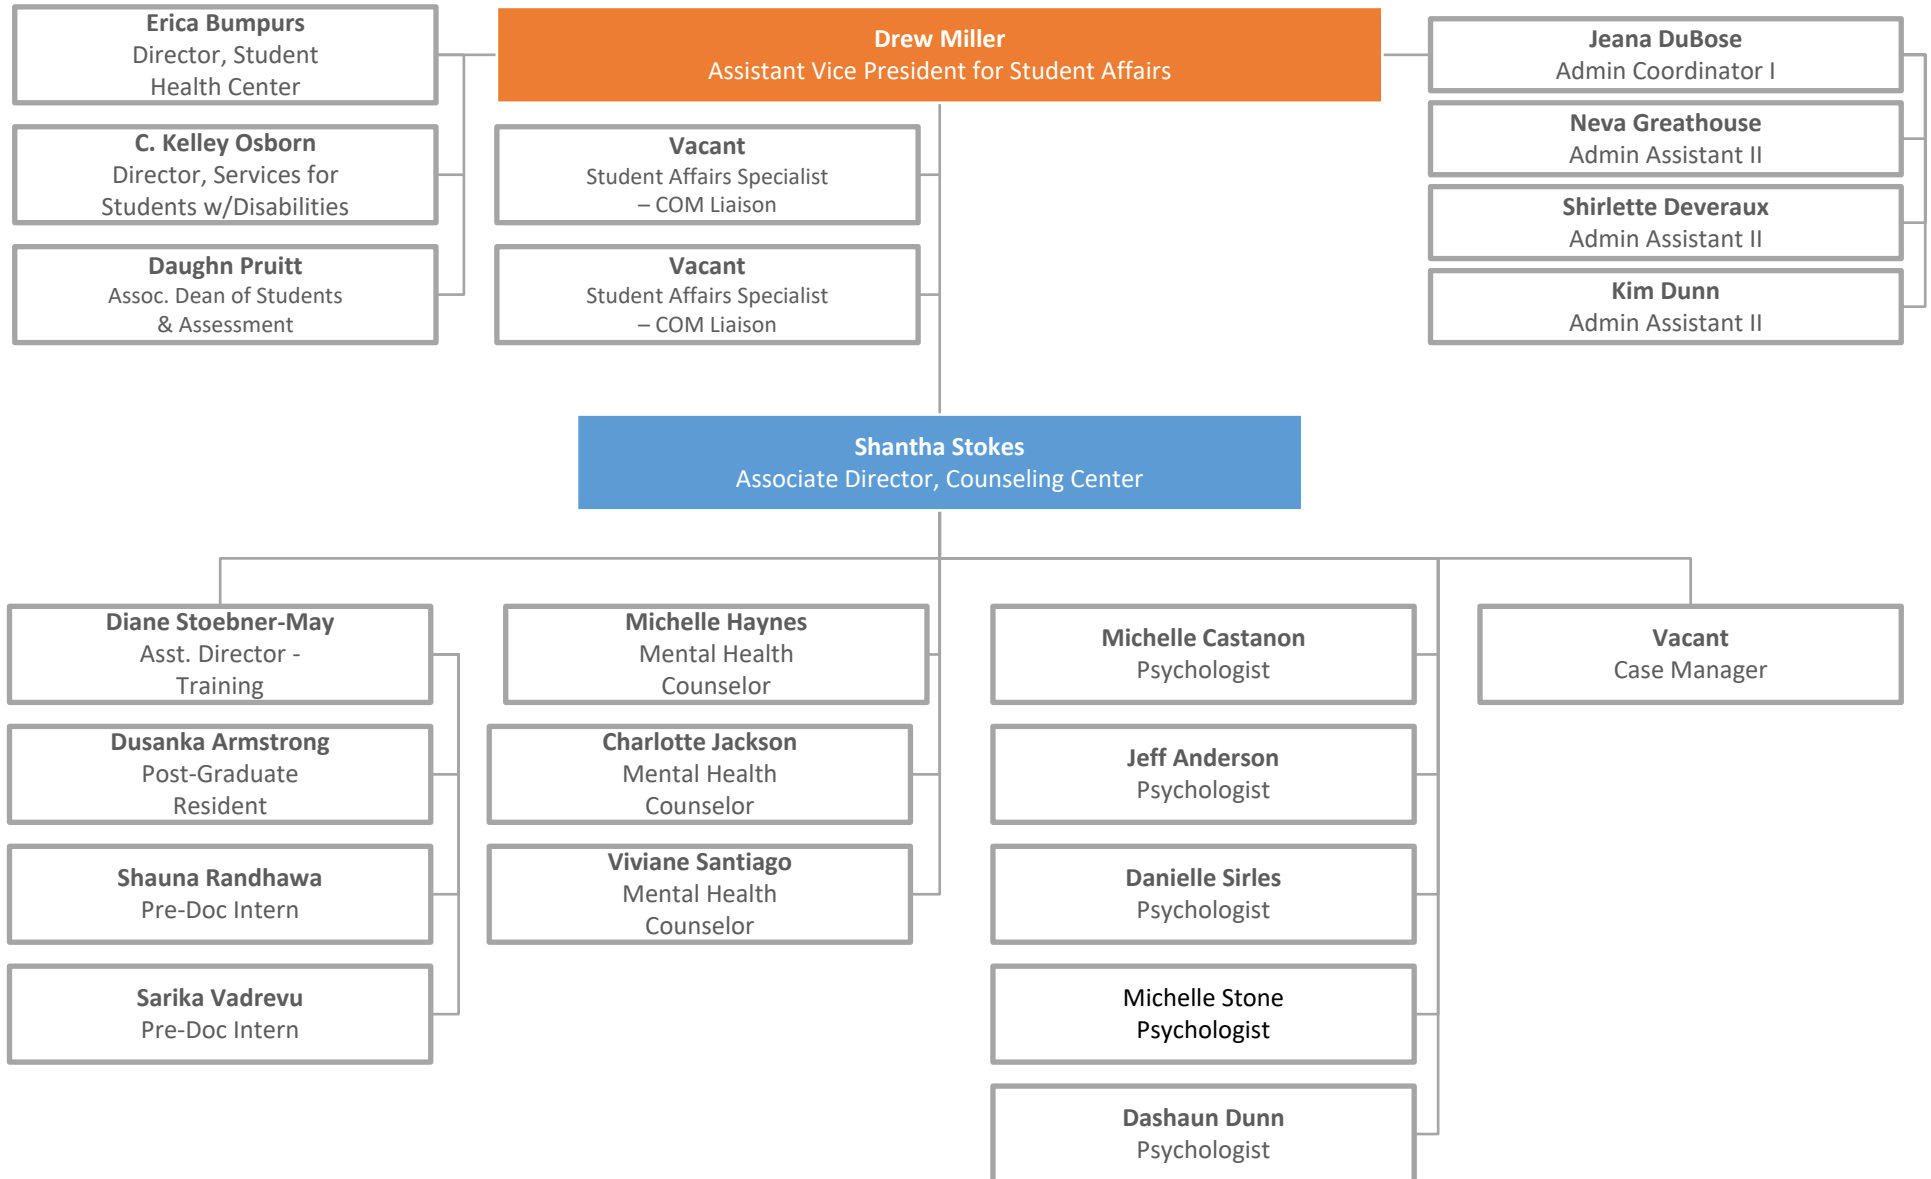 Erica Bumpurs
Director, Student
Health Center
C. Kelley Osborn
Director, Services for
Students w/Disabilities
Daughn Pruitt
Assoc. Dean of Students
& Assessment
Drew Miller
Assistant Vice President for Student Affairs
Vacant
Student Affairs Specialist
– COM Liaison
Vacant
Student Affairs Specialist
– COM Liaison
Jeana DuBose
Admin Coordinator I
Neva Greathouse
Admin Assistant II
Shirlette Deveraux
Admin Assistant II
Kim Dunn
Admin Assistant II
Shantha Stokes
Associate Director, Counseling Center
Diane Stoebner-May
Asst. Director -
Training
Dusanka Armstrong
Post-Graduate
Resident
Shauna Randhawa
Pre-Doc Intern
Sarika Vadrevu
Pre-Doc Intern
Michelle Haynes
Mental Health
Counselor
Charlotte Jackson
Mental Health
Counselor
Viviane Santiago
Mental Health
Counselor
Michelle Castanon
Psychologist
Jeff Anderson
Psychologist
Danielle Sirles
Psychologist
Michelle Stone
Psychologist
Dashaun Dunn
Psychologist
Vacant
Case Manager